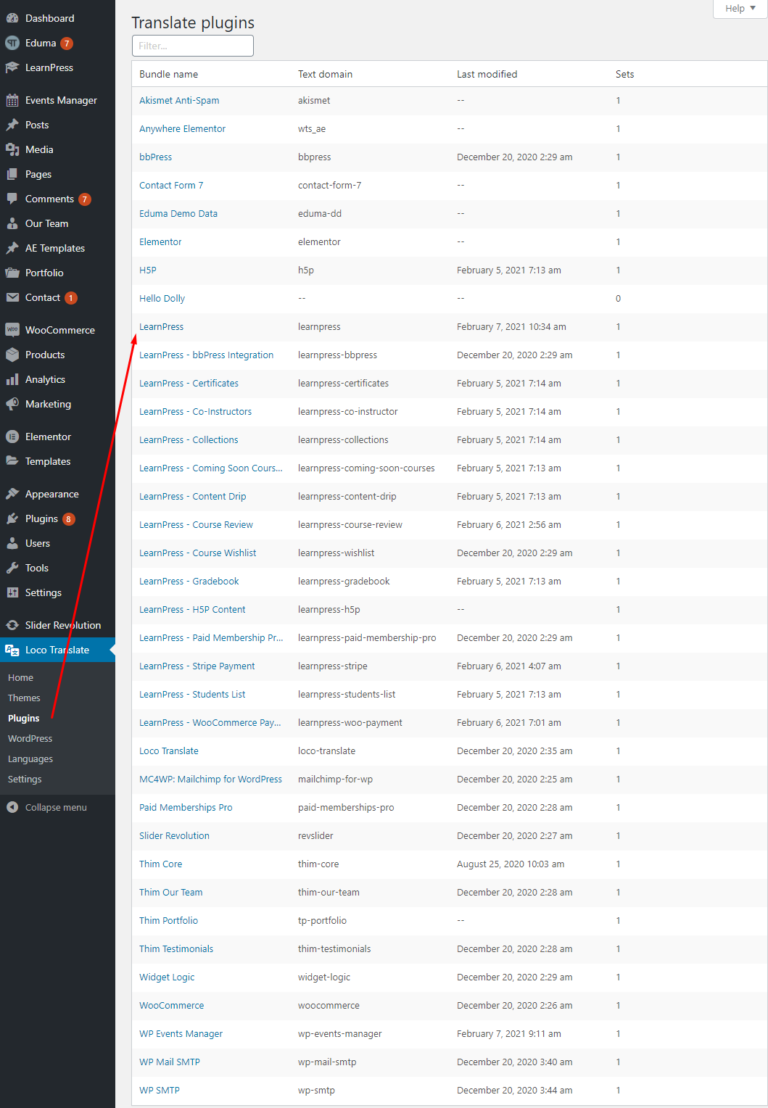 Dashboard
Eduma 7
LearnPress
Events Manager
Posts
Media
Pages
Comments 7
Our Team
AE Templates
Portfolio
Contact 1
WooCommerce
Products
Analytics
Marketing
Elementor
Templates
Appearance
Plugins 8
Users
Tools
Settings
Slider Revolution
Loco Translate
Home
Themes
Plugins
WordPress
Languages
Settings
Collapse menu
Help
Translate plugins
Filter...
Bundle name Text domain Last modified Sets
Akismet Anti-Spam akismet -- 1
Anywhere Elementor wts_ae -- 1
bbPress bbpress December 20, 2020 2:29 am 1
Contact Form 7 contact-form-7 -- 1
Eduma Demo Data eduma-dd -- 1
Elementor elementor -- 1
H5P h5p February 5, 2021 7:13 am 1
Hello Dolly -- -- 0
LearnPress learnpress February 7, 2021 10:34 am 1
LearnPress - bbPress Integration learnpress-bbpress December 20, 2020 2:29 am 1
LearnPress - Certificates learnpress-certificates February 5, 2021 7:14 am 1
LearnPress - Co-Instructors learnpress-co-instructor February 5, 2021 7:14 am 1
LearnPress - Collections learnpress-collections February 5, 2021 7:14 am 1
LearnPress - Coming Soon Cours... learnpress-coming-soon-courses February 5, 2021 7:13 am 1
LearnPress - Content Drip learnpress-content-drip February 5, 2021 7:13 am 1
LearnPress - Course Review learnpress-course-review February 6, 2021 2:56 am 1
LearnPress - Course Wishlist learnpress-wishlist December 20, 2020 2:29 am 1
LearnPress - Gradebook learnpress-gradebook February 5, 2021 7:13 am 1
LearnPress - H5P Content learnpress-h5p -- 1
LearnPress - Paid Membership Pr... learnpress-paid-membership-pro December 20, 2020 2:29 am 1
LearnPress - Stripe Payment learnpress-stripe February 6, 2021 4:07 am 1
LearnPress - Students List learnpress-students-list February 5, 2021 7:13 am 1
LearnPress - WooCommerce Pay... learnpress-woo-payment February 6, 2021 7:01 am 1
Loco Translate loco-translate December 20, 2020 2:35 am 1
MC4WP: Mailchimp for WordPress mailchimp-for-wp December 20, 2020 2:25 am 1
Paid Memberships Pro paid-memberships-pro December 20, 2020 2:28 am 1
Slider Revolution revslider December 20, 2020 2:27 am 1
Thim Core thim-core August 25, 2020 10:03 am 1
Thim Our Team thim-our-team December 20, 2020 2:28 am 1
Thim Portfolio tp-portfolio -- 1
Thim Testimonials thim-testimonials December 20, 2020 2:28 am 1
Widget Logic widget-logic December 20, 2020 2:29 am 1
WooCommerce woocommerce December 20, 2020 2:26 am 1
WP Events Manager wp-events-manager February 7, 2021 9:11 am 1
WP Mail SMTP wp-mail-smtp December 20, 2020 3:40 am 1
WP SMTP wp-smtp December 20, 2020 3:44 am 1